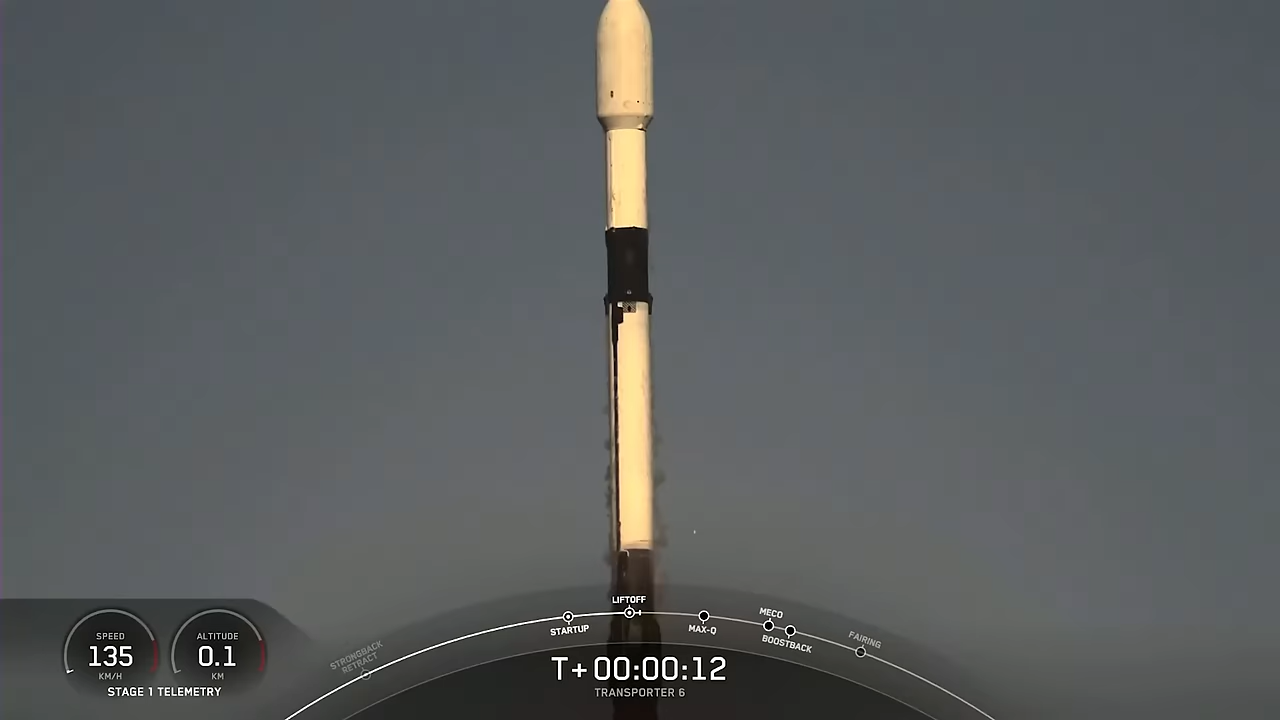 LIFTOFF
STARTUP
MAX-Q
MECO
BOOSTBACK
FAIRING
STRONGBACK
RETRACT
SPEED
135
KM/H
ALTITUDE
0.1
KM
STAGE 1 TELEMETRY
T+00:00:12
TRANSPORTER 6